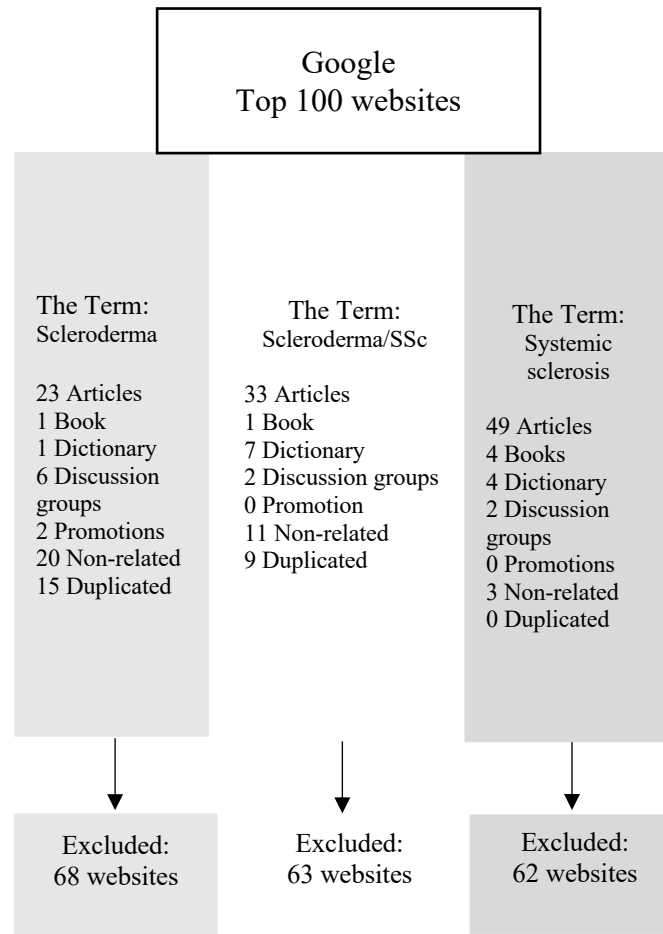 Google
Top 100 websites
The Term:
Scleroderma
23 Articles
1 Book
1 Dictionary
6 Discussion
groups
2 Promotions
20 Non-related
15 Duplicated
The Term:
Scleroderma/SSc
33 Articles
1 Book
7 Dictionary
2 Discussion groups
0 Promotion
11 Non-related
9 Duplicated
The Term:
Systemic
sclerosis
49 Articles
4 Books
4 Dictionary
2 Discussion
groups
0 Promotions
3 Non-related
0 Duplicated
Excluded:
68 websites
Excluded:
63 websites
Excluded:
62 websites